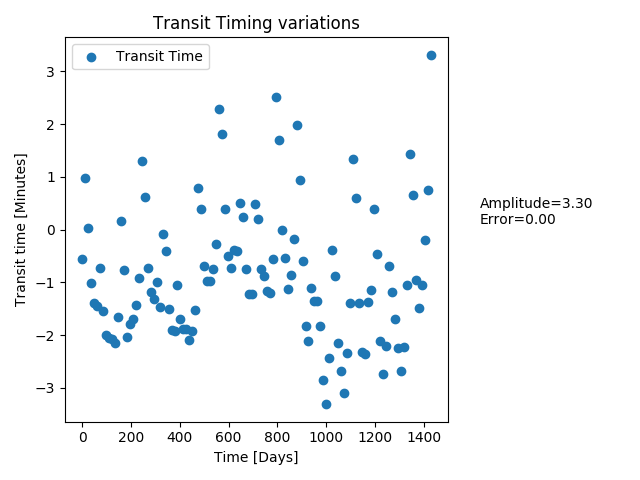 Transit Timing variations
Transit Time
3
2
1
0
−1
−2
−3
Transit time [Minutes]
0 200 400 600 800 1000 1200 1400
Time [Days]
Amplitude=3.30
Error=0.00